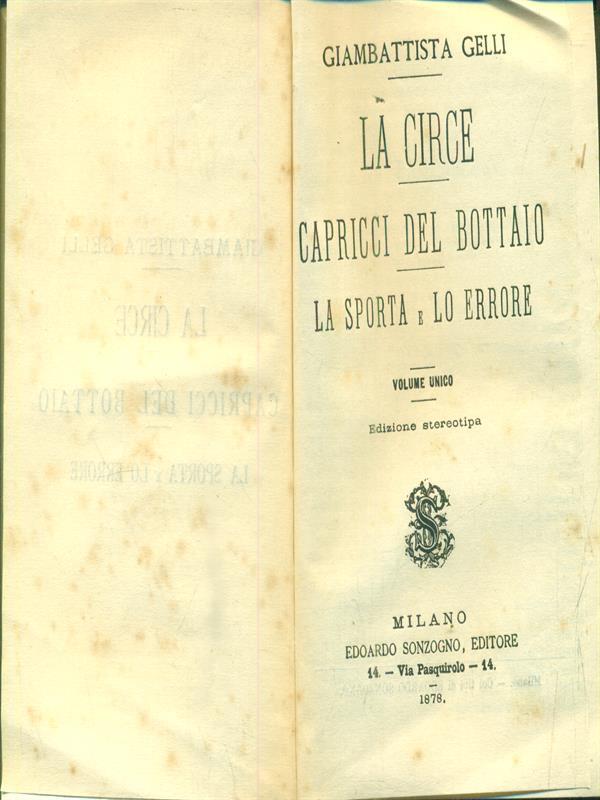 GIAMBATTISTA GELLI
LA CIRCE
CAPRICCI DEL BOTTAIO
LA SPORTA E LO ERRORE
VOLUME UNICO
Edizione stereotipa
S
MILANO
EDOARDO SONZOGNO, EDITORE
14. — Via Pasquirolo — 14.
1878.